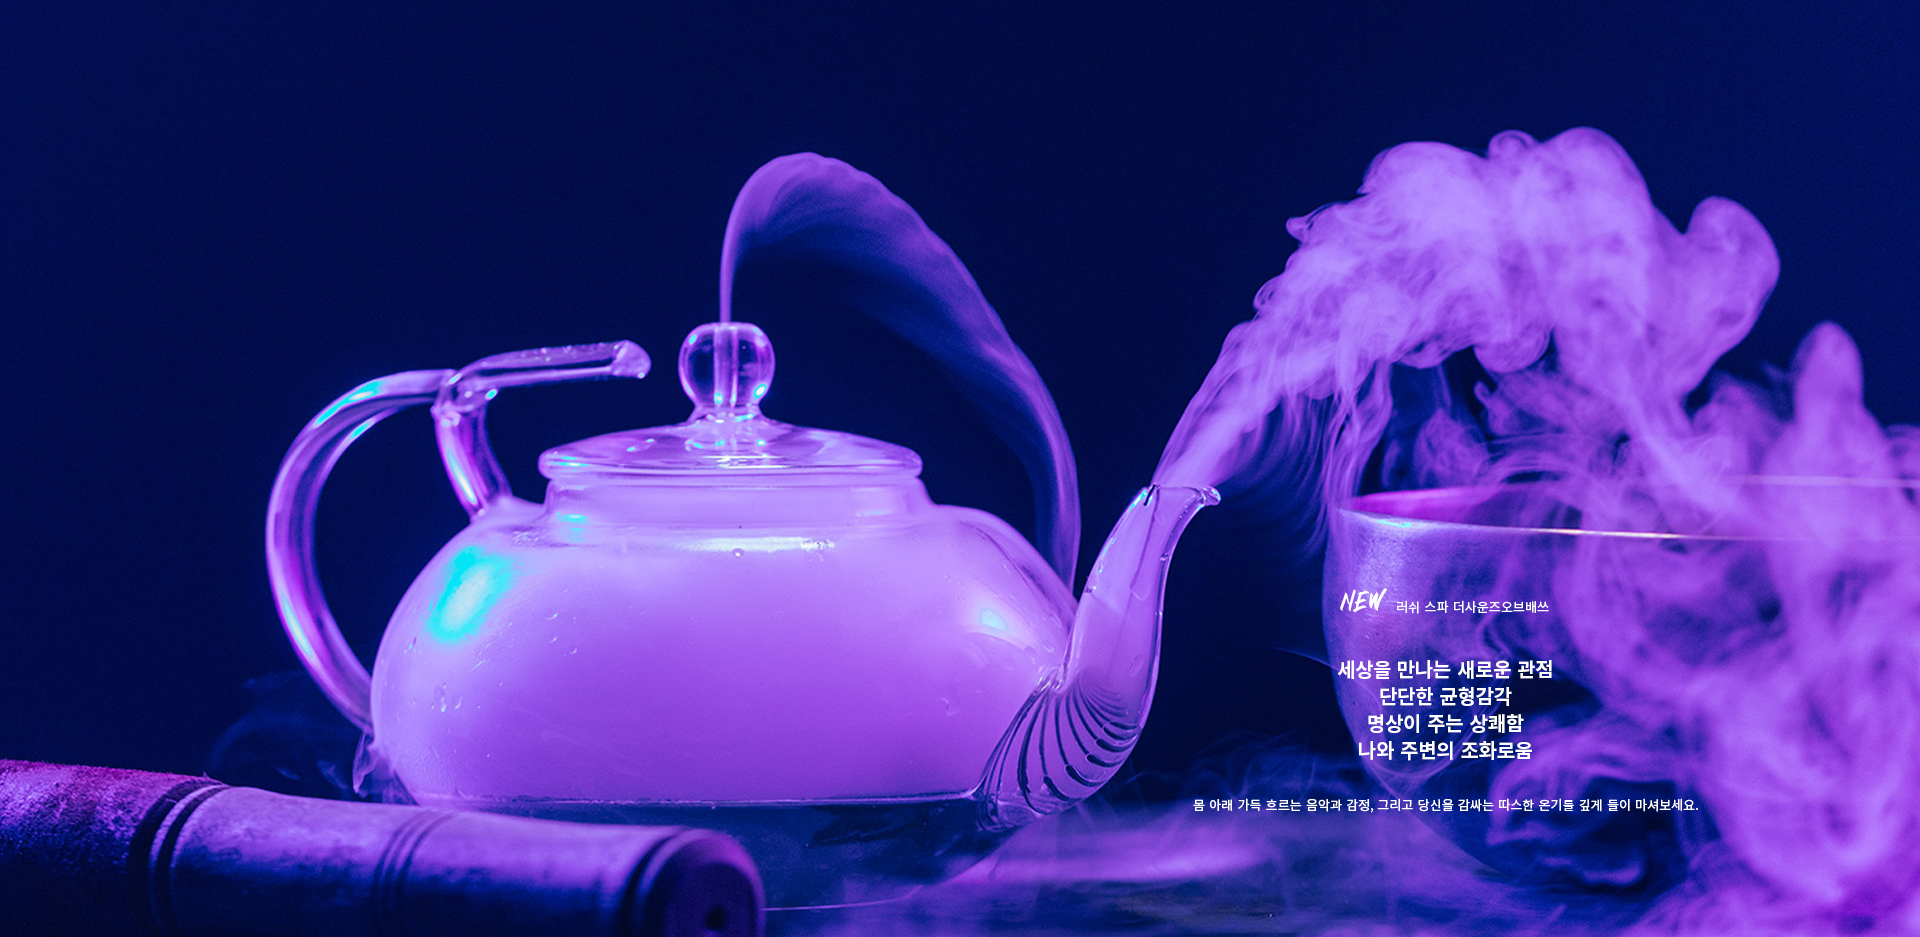 NEW 러쉬 스파 더사운즈오브배쓰
세상을 만나는 새로운 관점
단단한 균형감각
명상이 주는 상쾌함
나와 주변의 조화로움
몸 아래 가득 흐르는 음악과 감정, 그리고 당신을 감싸는 따스한 온기를 깊게 들이 마셔보세요.